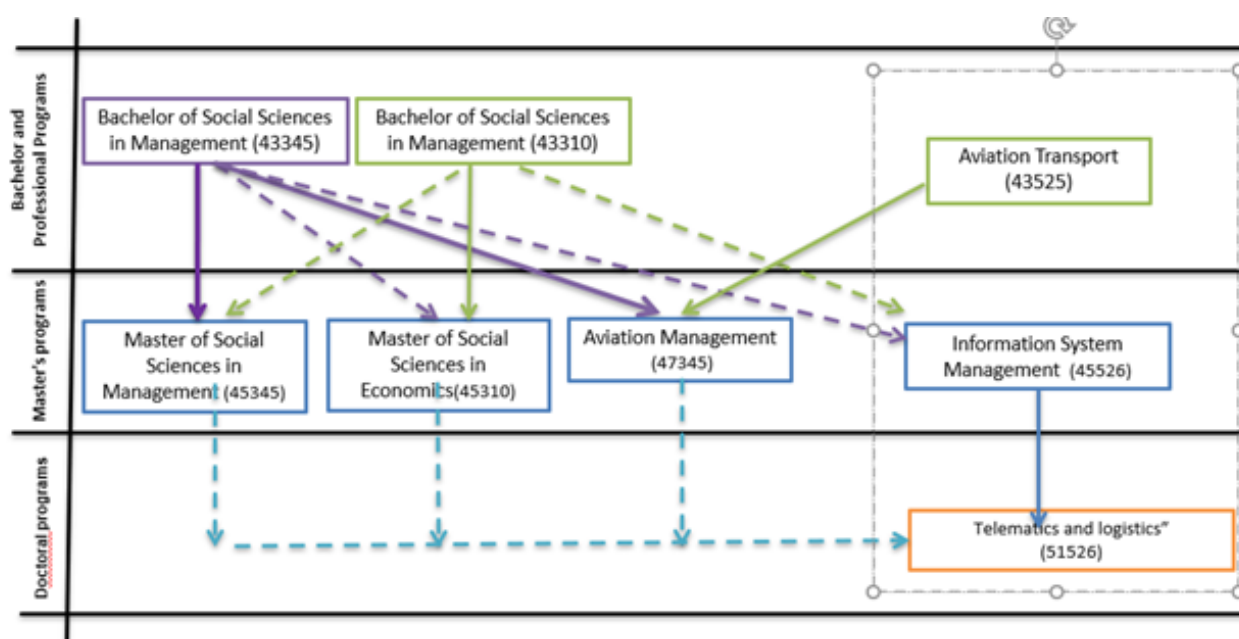 Bachelor and
Professional Programs
Bachelor of Social Sciences
in Management (43345)
Bachelor of Social Sciences
in Management (43310)
Aviation Transport
(43525)
Master's programs
Master of Social
Sciences in
Management (45345)
Master of Social
Sciences in
Economics(45310)
Aviation Management
(47345)
Information System
Management (45526)
Doctoral programs
Telematics and logistics”
(51526)